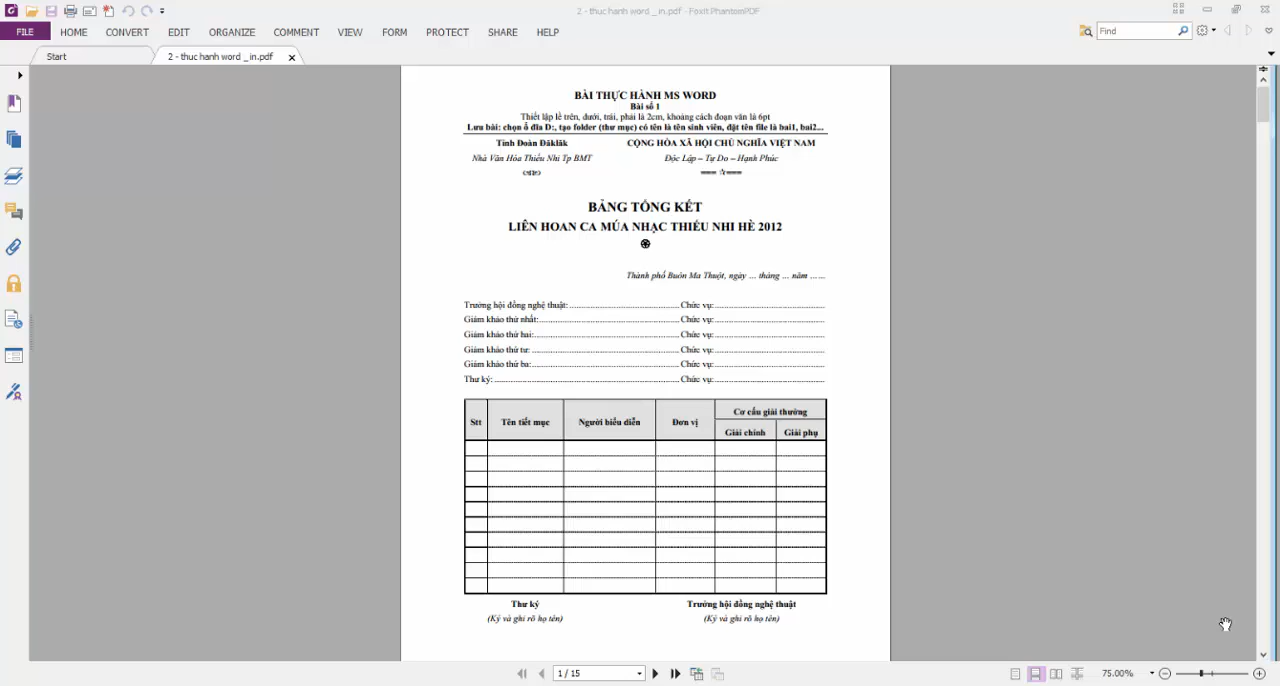 2 - thuc hanh word _ in.pdf - Foxit PhantomPDF
FILE HOME CONVERT EDIT ORGANIZE COMMENT VIEW FORM PROTECT SHARE HELP
Find
Start
2 - thuc hanh word _ in.pdf
BÀI THỰC HÀNH MS WORD
Bài số 1
Thiết lập lề trên, dưới, trái, phải là 2cm, khoảng cách đoạn văn là 6pt
Lưu bài: chọn ổ đĩa D:, tạo folder (thư mục) có tên là tên sinh viên, đặt tên file là bai1, bai2...
Tỉnh Đoàn Đăklăk CỘNG HÒA XÃ HỘI CHỦ NGHĨA VIỆT NAM
Nhà Văn Hóa Thiếu Nhi Tp BMT Độc Lập – Tự Do – Hạnh Phúc
BẢNG TỔNG KẾT
LIÊN HOAN CA MÚA NHẠC THIẾU NHI HÈ 2012
Thành phố Buôn Ma Thuột, ngày ... tháng ... năm ......
Trưởng hội đồng nghệ thuật: Chức vụ:
Giám khảo thứ nhất: Chức vụ:
Giám khảo thứ hai: Chức vụ:
Giám khảo thứ tư: Chức vụ:
Giám khảo thứ ba: Chức vụ:
Thư ký: Chức vụ:
Stt Tên tiết mục Người biểu diễn Đơn vị Cơ cấu giải thưởng
Giải chính Giải phụ
Thư ký Trưởng hội đồng nghệ thuật
(Ký và ghi rõ họ tên) (Ký và ghi rõ họ tên)
1 / 15
75.00%